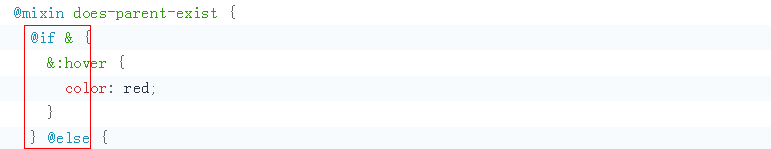 @mixin does-parent-exist {
@if & {
&:hover {
color: red;
}
} @else {